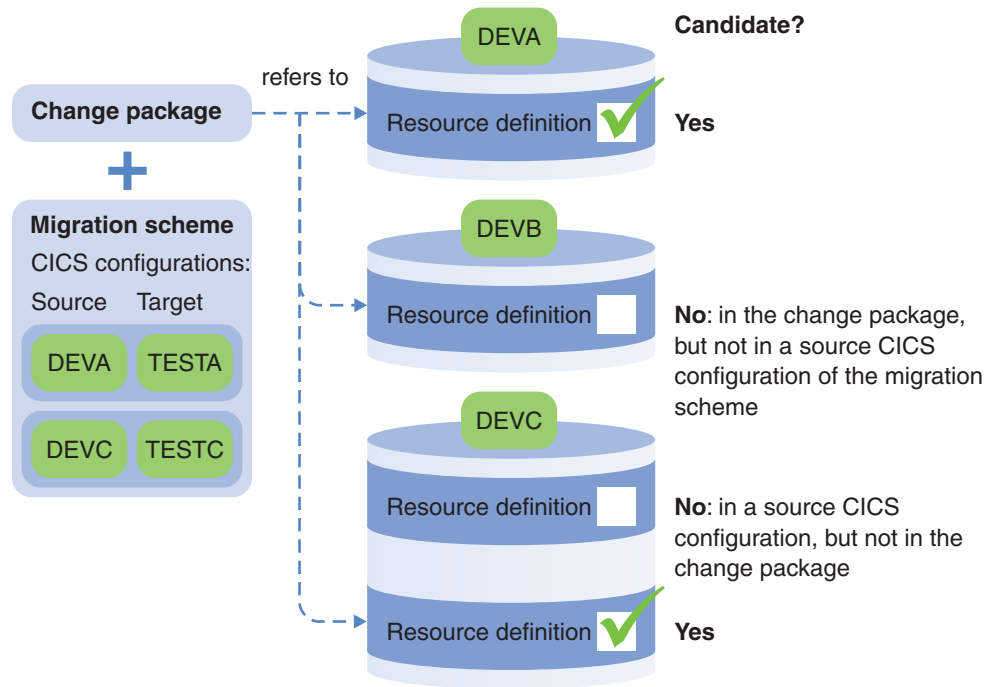 Change package
Migration scheme
CICS configurations:
Source Target
DEVA TESTA
DEVC TESTC
refers to
Candidate?
DEVA
Resource definition
Yes
DEVB
Resource definition
No: in the change package,
but not in a source CICS
configuration of the migration
scheme
DEVC
Resource definition
No: in a source CICS
configuration, but not in the
change package
Resource definition
Yes